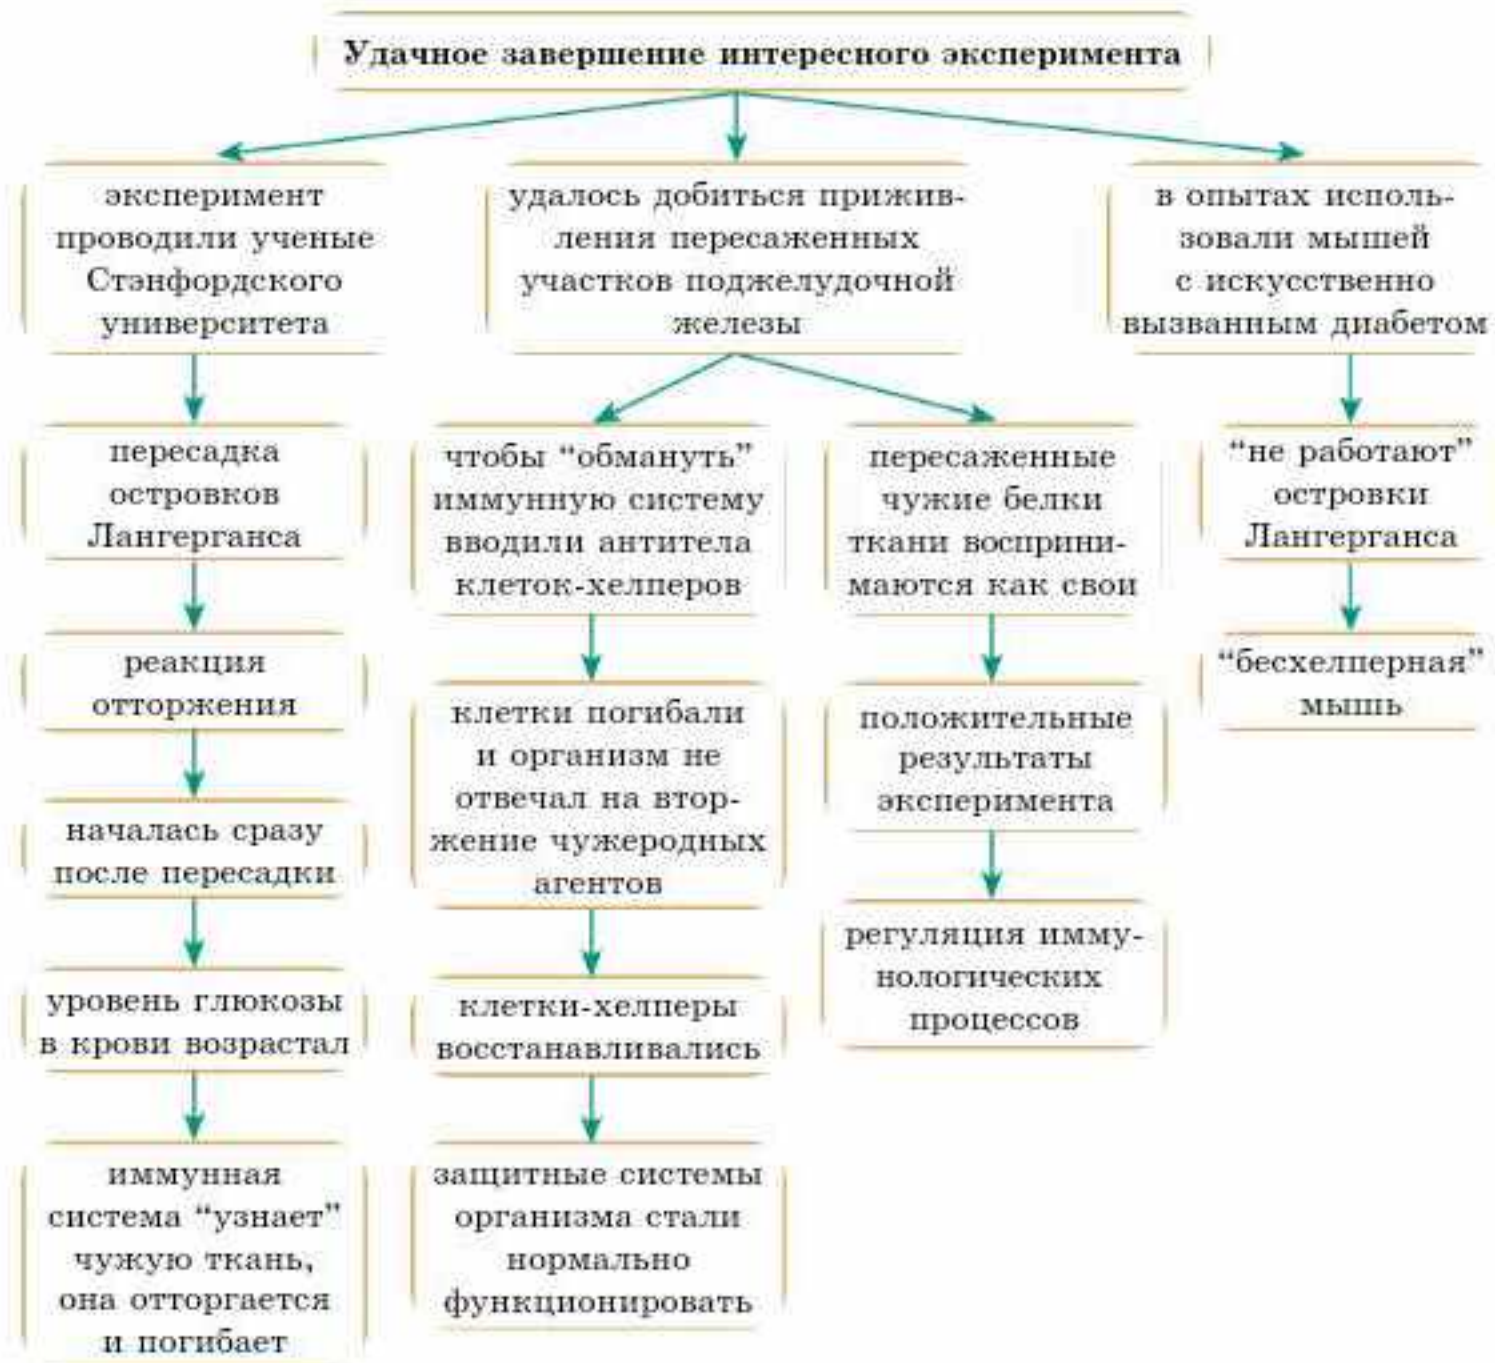 Удачное завершение интересного эксперимента
эксперимент
проводили ученые
Стэнфордского
университета
удалось добиться прижив-
ления пересаженных
участков поджелудочной
железы
в опытах исполь-
зовали мышей
с искусственно
вызванным диабетом
пересадка
островков
Лангерганса
чтобы “обмануть”
иммунную систему
вводили антитела
клеток-хелперов
пересаженные
чужие белки
ткани восприни-
маются как свои
“не работают”
островки
Лангерганса
реакция
отторжения
клетки погибали
и организм не
отвечал на втор-
жение чужеродных
агентов
положительные
результаты
эксперимента
“бесхелперная”
мышь
началась сразу
после пересадки
регуляция имму-
нологических
процессов
уровень глюкозы
в крови возрастал
клетки-хелперы
восстанавливались
иммунная
система “узнает”
чужую ткань,
она отторгается
и погибает
защитные системы
организма стали
нормально
функционировать